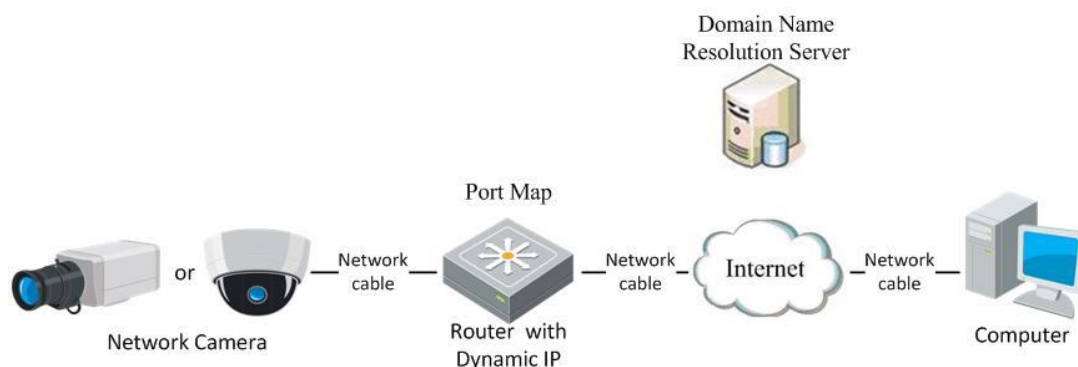 Domain Name
Resolution Server
Port Map
or
Network
cable
Network
cable
Internet
Network
cable
Network Camera
Router with
Dynamic IP
Computer